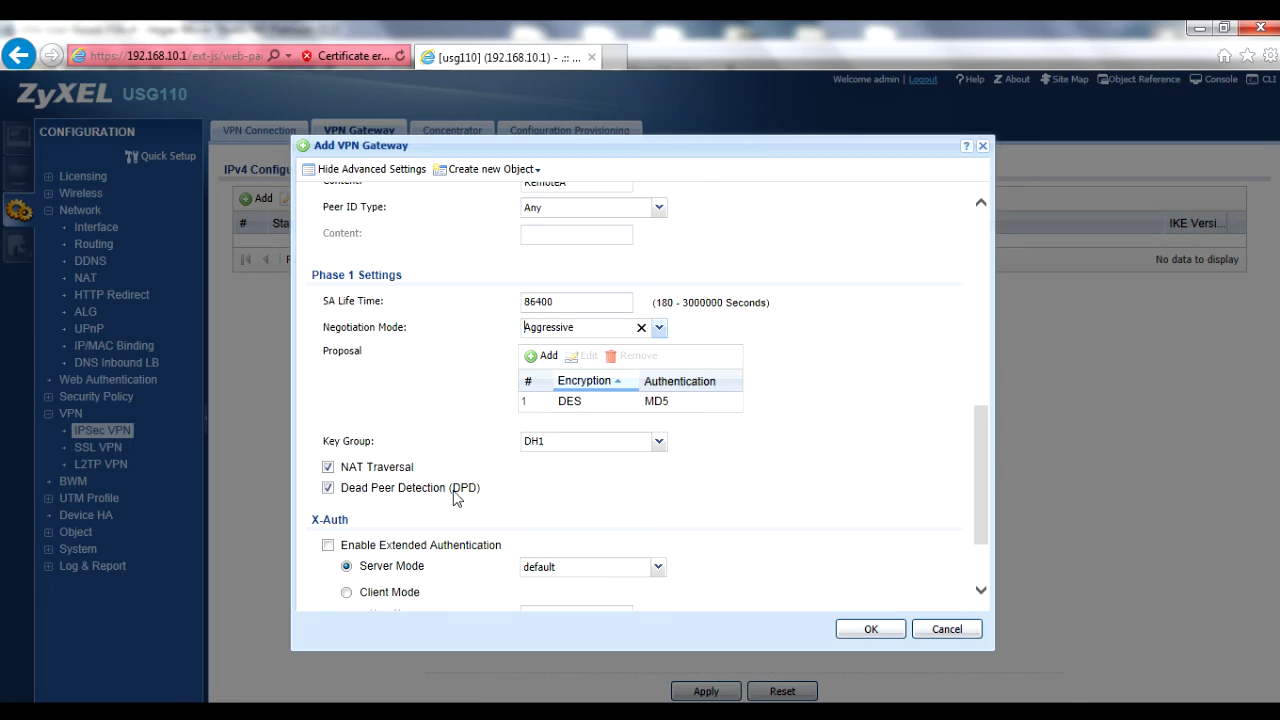 https://192.168.10.1/ext-js/web-pa
Certificate er...
[usg110] (192.168.10.1) - .:: ...
ZyXEL USG110
Welcome admin | Logout
? Help
About
Site Map
Object Reference
Console
CLI
CONFIGURATION
Quick Setup
Licensing
Wireless
Network
Interface
Routing
DDNS
NAT
HTTP Redirect
ALG
UPnP
IP/MAC Binding
DNS Inbound LB
Web Authentication
Security Policy
VPN
IPSec VPN
SSL VPN
L2TP VPN
BWM
UTM Profile
Device HA
Object
System
Log & Report
VPN Connection
VPN Gateway
Concentrator
Configuration Provisioning
IPv4 Configu
Add
# Sta
IKE Versi...
No data to display
Add VPN Gateway
Hide Advanced Settings
Create new Object
Content: RemoteA
Peer ID Type: Any
Content:
Phase 1 Settings
SA Life Time: 86400 (180 - 3000000 Seconds)
Negotiation Mode: Aggressive
Proposal
Add Edit Remove
# Encryption Authentication
1 DES MD5
Key Group: DH1
NAT Traversal
Dead Peer Detection (DPD)
X-Auth
Enable Extended Authentication
Server Mode default
Client Mode
OK Cancel
Apply Reset